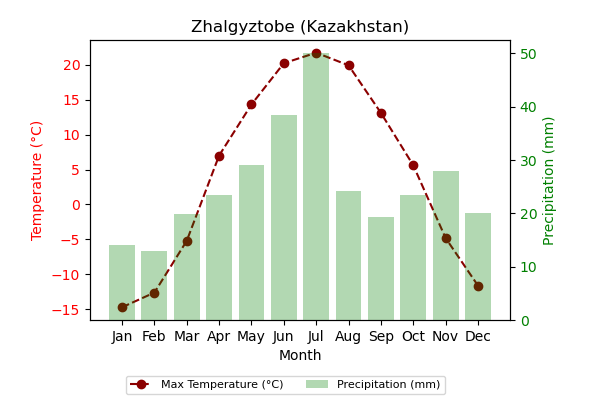 Zhalgyztobe (Kazakhstan)
Temperature (°C)
20
15
10
5
0
−5
−10
−15
50
40
30
20
10
0
Precipitation (mm)
Jan Feb Mar Apr May Jun Jul Aug Sep Oct Nov Dec
Month
Max Temperature (°C) Precipitation (mm)